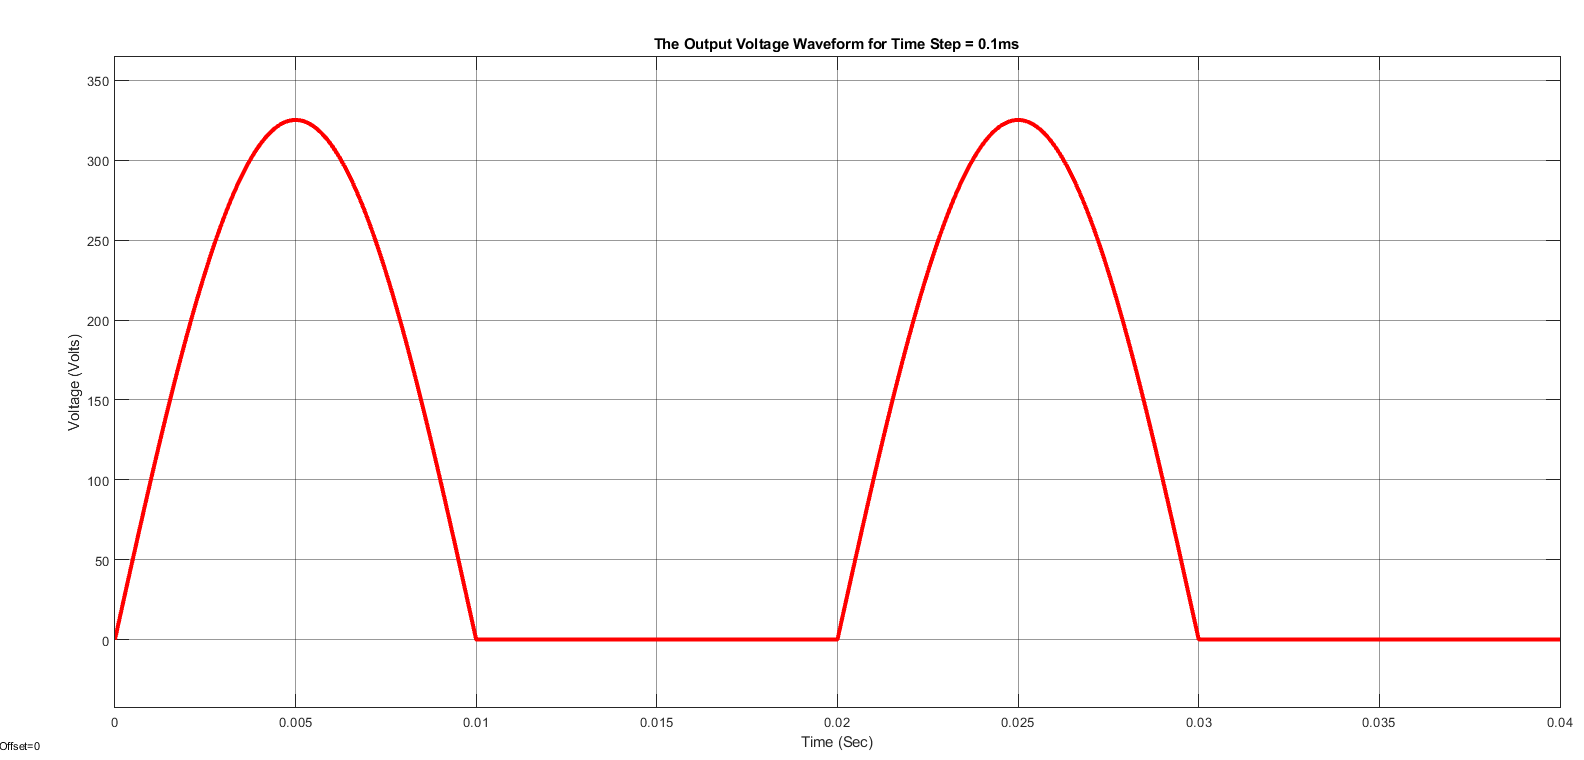 The Output Voltage Waveform for Time Step = 0.1ms
350
300
250
200
150
100
50
0
Voltage (Volts)
0 0.005 0.01 0.015 0.02 0.025 0.03 0.035 0.04
Time (Sec)
Offset=0